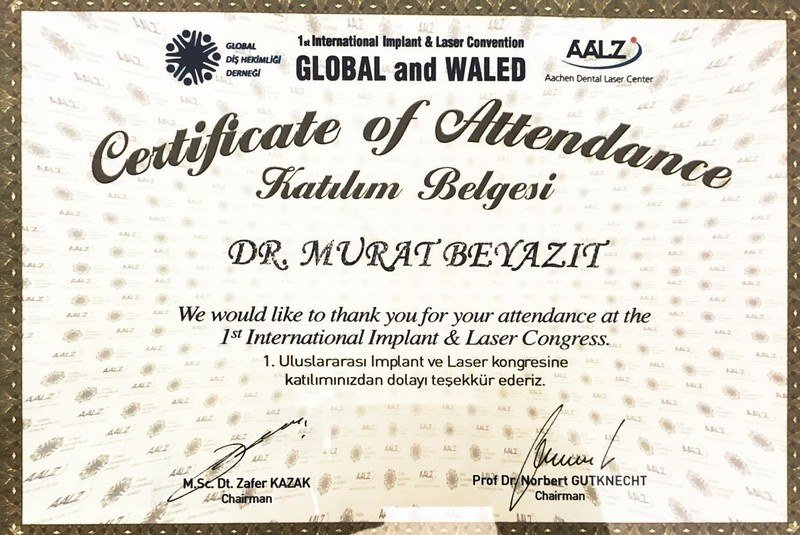 GLOBAL
DİŞ HEKİMLİĞİ
DERNEĞİ
1st International Implant & Laser Convention
GLOBAL and WALED
AALZ
Aachen Dental Laser Center
Certificate of Attendance
Katılım Belgesi
DR. MURAT BEYAZIT
We would like to thank you for your attendance at the
1st International Implant & Laser Congress.
1. Uluslararası Implant ve Laser kongresine
katılımınızdan dolayı teşekkür ederiz.
M.Sc. Dt. Zafer KAZAK
Chairman
Prof Dr. Norbert GUTKNECHT
Chairman